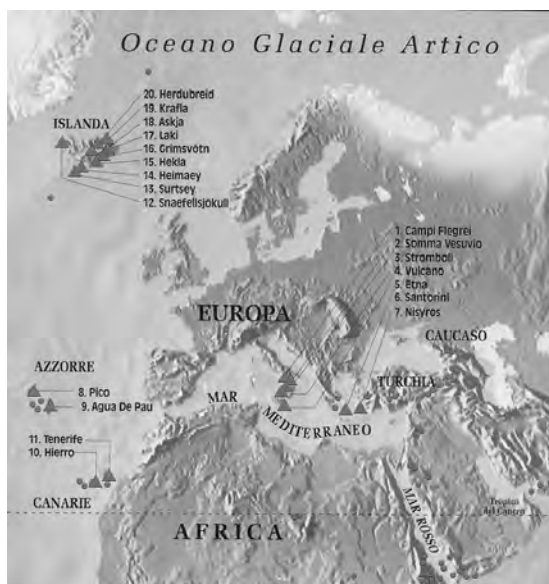 Oceano Glaciale Artico
20. Herdubreid
19. Krafla
ISLANDA
18. Askja
17. Laki
16. Grimsvötn
15. Hekla
14. Heimaey
13. Surtsey
12. Snaefellsjökull
1. Campi Flegrei
2. Somma Vesuvio
3. Stromboli
4. Vulcano
5. Etna
6. Santorini
7. Nisyros
EUROPA
CAUCASO
AZZORRE
TURCHIA
8. Pico
MAR
9. Agua De Pau
MEDITERRANEO
11. Tenerife
10. Hierro
CANARIE
MAR ROSSO
Tropico
del Cancro
AFRICA